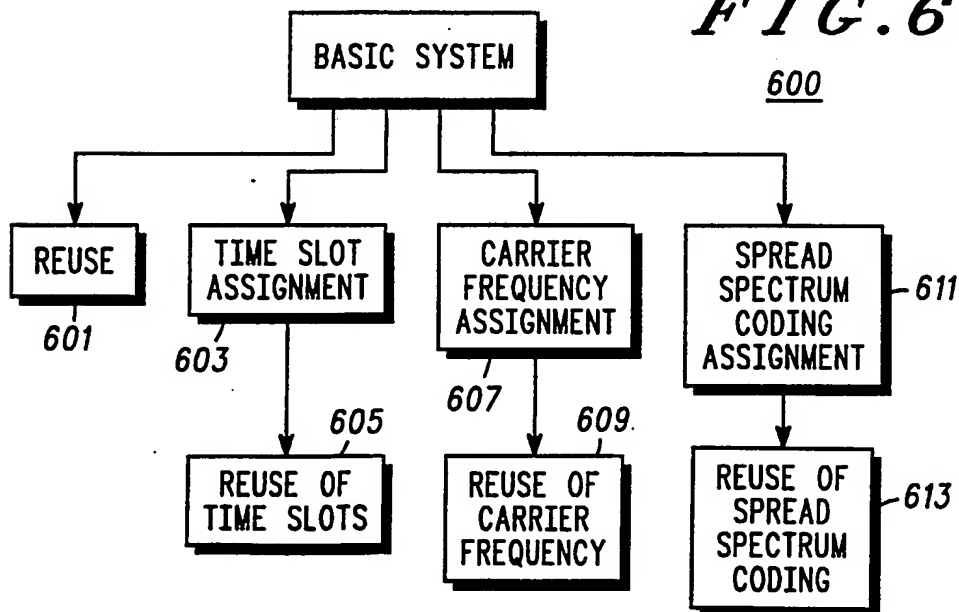 FIG.6
600
BASIC SYSTEM
REUSE
601
TIME SLOT
ASSIGNMENT
603
CARRIER
FREQUENCY
ASSIGNMENT
607
SPREAD
SPECTRUM
CODING
ASSIGNMENT
611
605
REUSE OF
TIME SLOTS
609
REUSE OF
CARRIER
FREQUENCY
REUSE OF
SPREAD
SPECTRUM
CODING
613